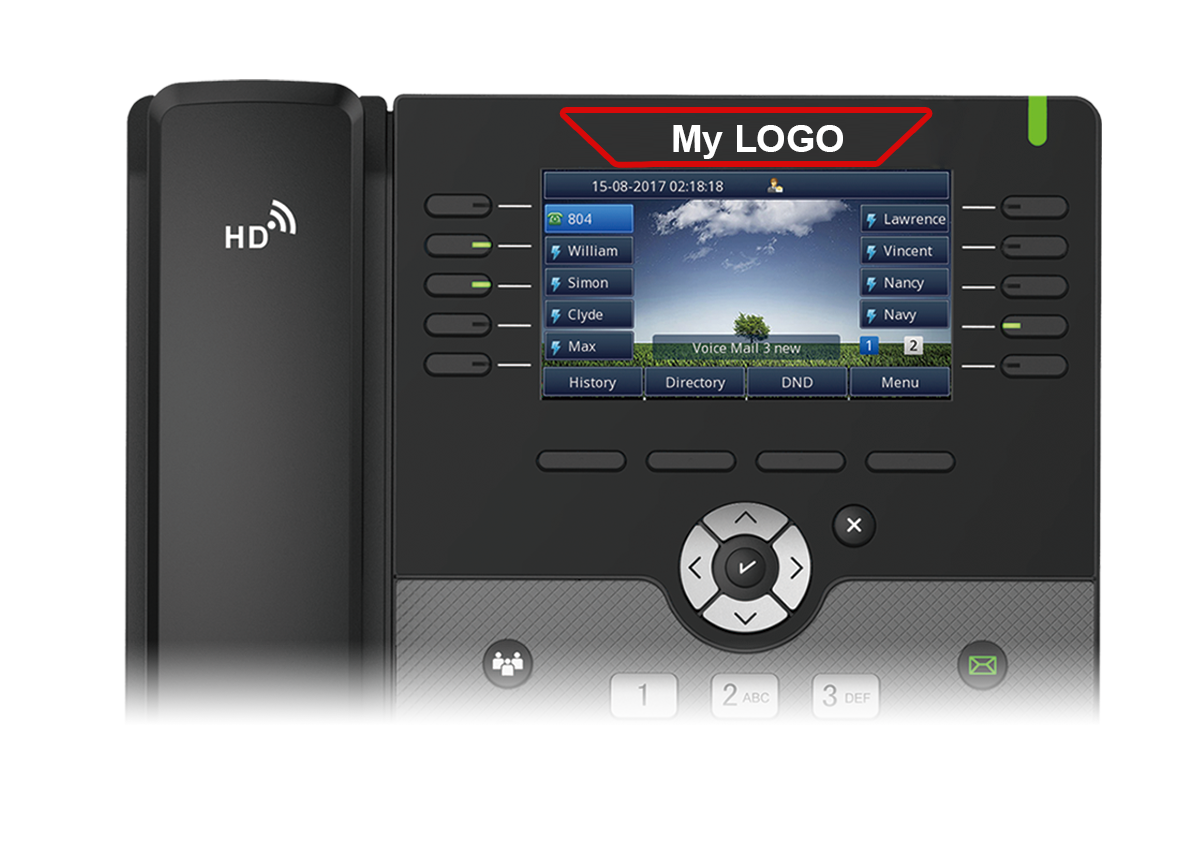 My LOGO
15-08-2017 02:18:18
HD
804
Lawrence
William
Vincent
Simon
Nancy
Clyde
Navy
Max
Voice Mail 3 new
1
2
History
Directory
DND
Menu
1
2 ABC
3 DEF